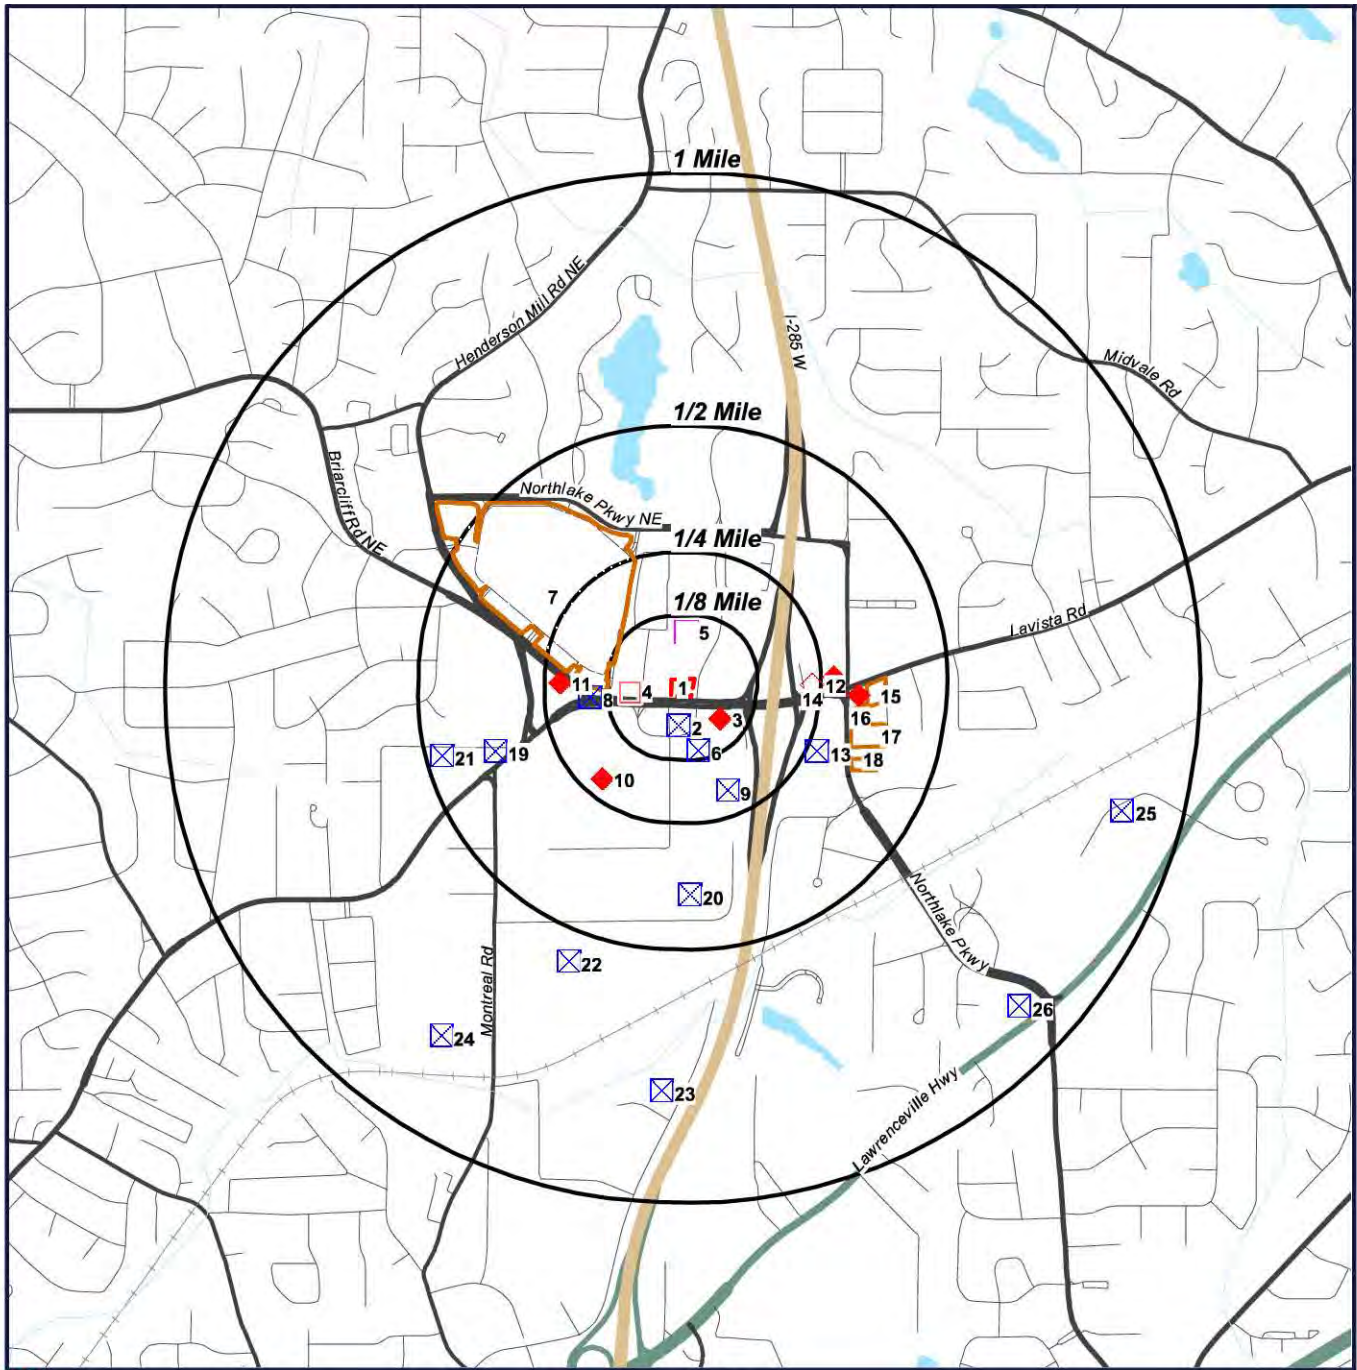 1 Mile
Henderson Mill Rd NE
I-285 W
Midvale Rd
1/2 Mile
Briarcliff Rd NE
Northlake Pkwy NE
1/4 Mile
7
1/8 Mile
5
Lavista Rd
11
8
4
1
12
14
15
16
3
2
17
6
13
18
19
21
10
9
25
20
Northlake Pkwy
22
Montreal Rd
26
24
23
Lawrenceville Hwy